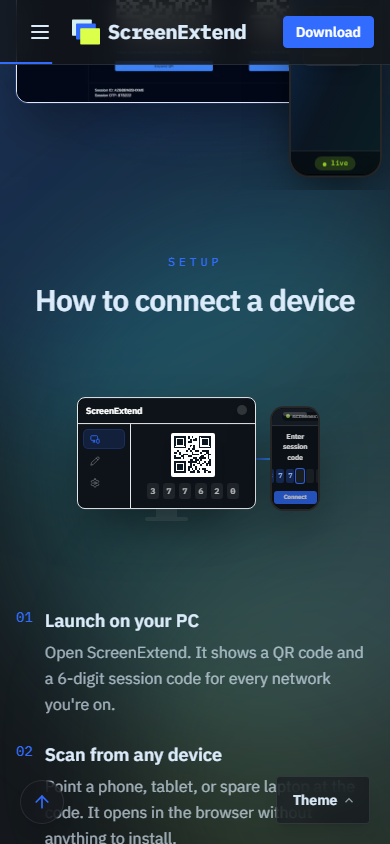 ScreenExtend
Download
live
SETUP
How to connect a device
ScreenExtend
3 7 7 6 2 0
Enter
session
code
7 7
Connect
01 Launch on your PC
Open ScreenExtend. It shows a QR code and
a 6-digit session code for every network
you're on.
02 Scan from any device
Point a phone, tablet, or spare laptop at the
code. It opens in the browser without
anything to install.
Theme